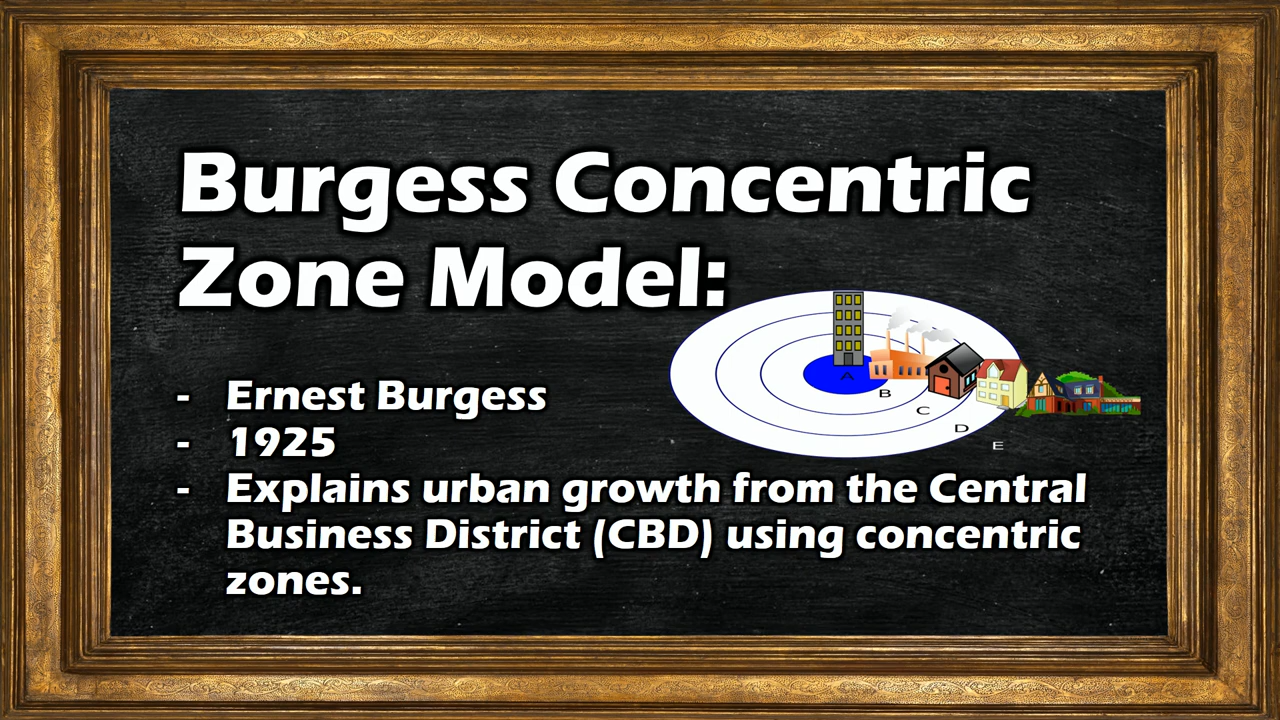 Burgess Concentric
Zone Model:
A
B
C
D
E
- Ernest Burgess
- 1925
- Explains urban growth from the Central
Business District (CBD) using concentric
zones.